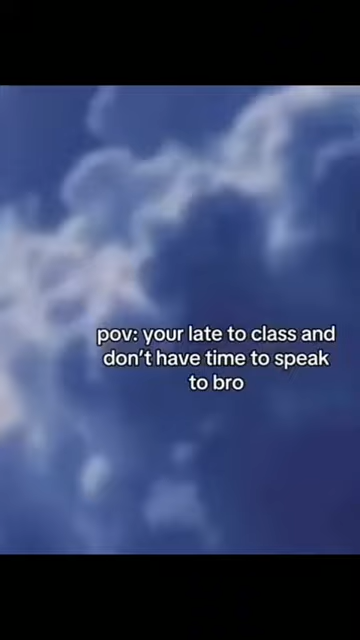 pov: your late to class and
don't have time to speak
to bro